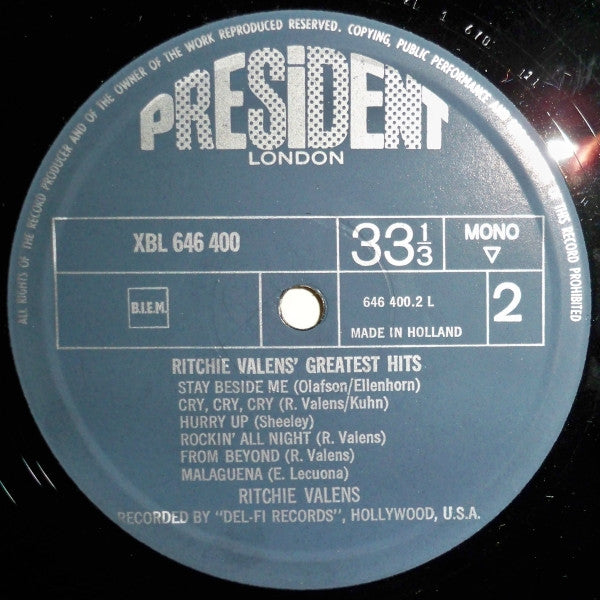 ALL RIGHTS OF THE RECORD PRODUCER AND OF THE OWNER OF THE WORK REPRODUCED RESERVED. COPYING, PUBLIC PERFORMANCE AND THIS RECORD PROHIBITED
PRESiDENT
LONDON
XBL 646 400
33 1/3
MONO
▽
B.I.E.M.
646 400.2 L
MADE IN HOLLAND
2
RITCHIE VALENS' GREATEST HITS
STAY BESIDE ME (Olafson/Ellenhorn)
CRY, CRY, CRY (R. Valens/Kuhn)
HURRY UP (Sheeley)
ROCKIN' ALL NIGHT (R. Valens)
FROM BEYOND (R. Valens)
MALAGUENA (E. Lecuona)
RITCHIE VALENS
RECORDED BY "DEL-FI RECORDS", HOLLYWOOD, U.S.A.